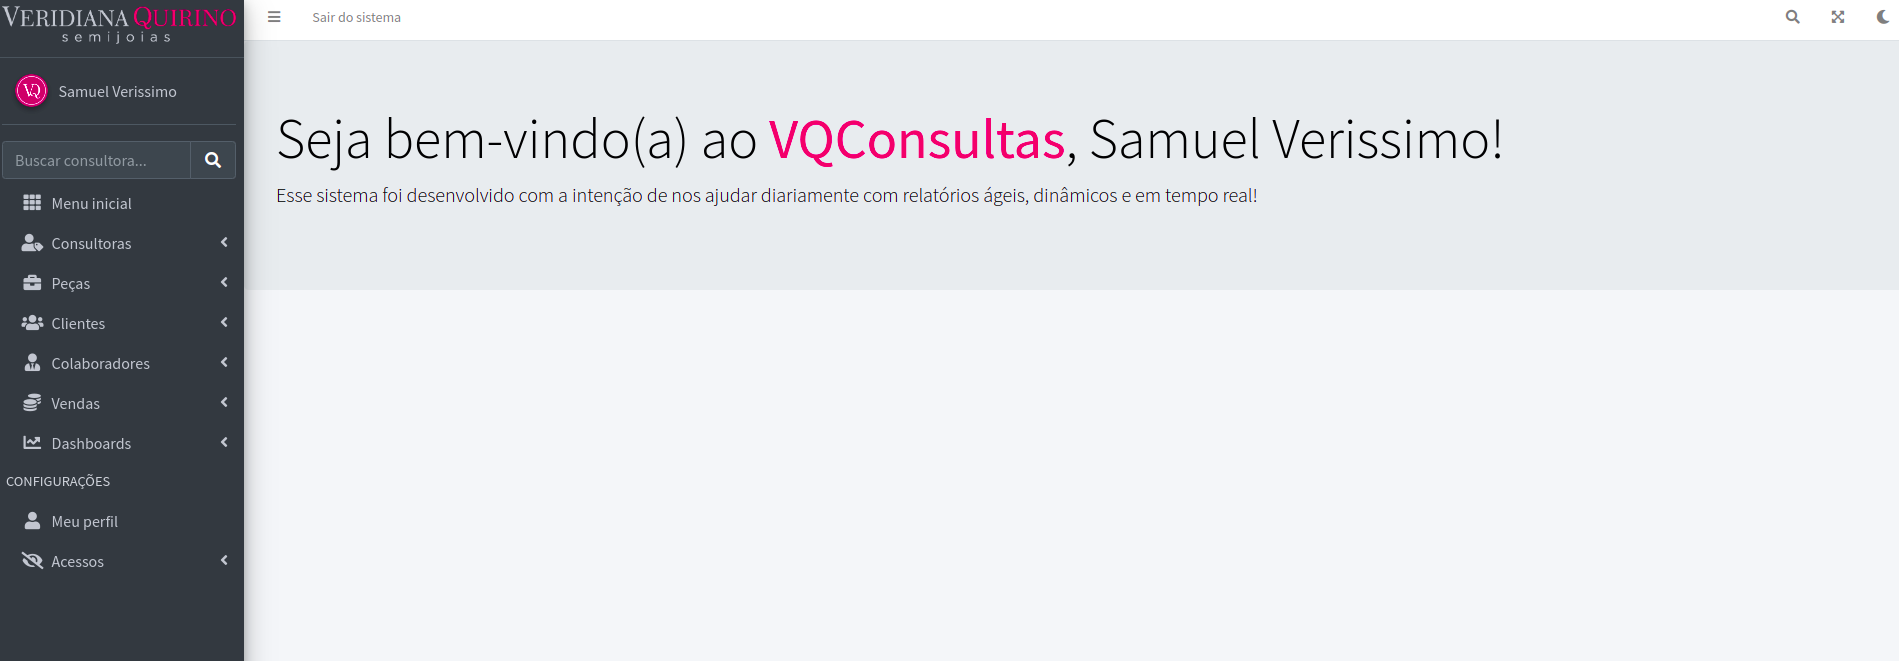 VERIDIANA QUIRINO
semijoias
Sair do sistema
VQ
Samuel Verissimo
Buscar consultora...
Menu inicial
Consultoras
Peças
Clientes
Colaboradores
Vendas
Dashboards
CONFIGURAÇÕES
Meu perfil
Acessos
Seja bem-vindo(a) ao VQConsultas, Samuel Verissimo!
Esse sistema foi desenvolvido com a intenção de nos ajudar diariamente com relatórios ágeis, dinâmicos e em tempo real!